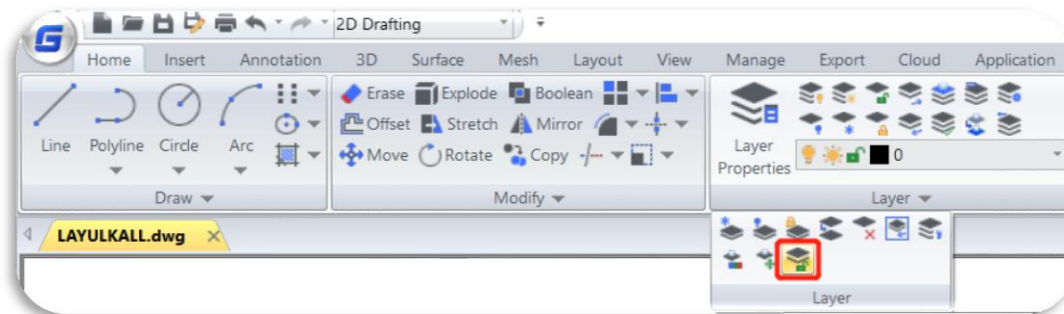 2D Drafting
Home Insert Annotation 3D Surface Mesh Layout View Manage Export Cloud Application
Erase Explode Boolean
Offset Stretch Mirror
Line Polyline Circle Arc
Move Rotate Copy
Layer
Properties
0
Draw Modify Layer
LAYULKALL.dwg
Layer